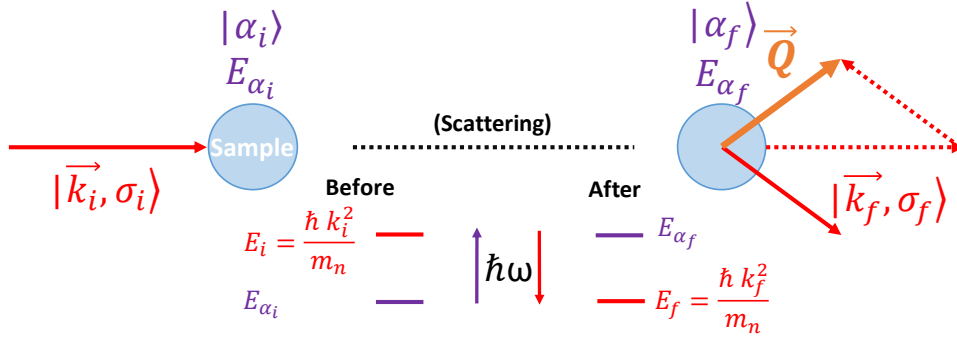 |α_i⟩
E_{α_i}
Sample
|k_i⃗, σ_i⟩
(Scattering)
|α_f⟩
E_{α_f}
Q⃗
|k_f⃗, σ_f⟩
Before
After
E_i = ħ k_i^2 / m_n
E_{α_i}
ħω
E_{α_f}
E_f = ħ k_f^2 / m_n